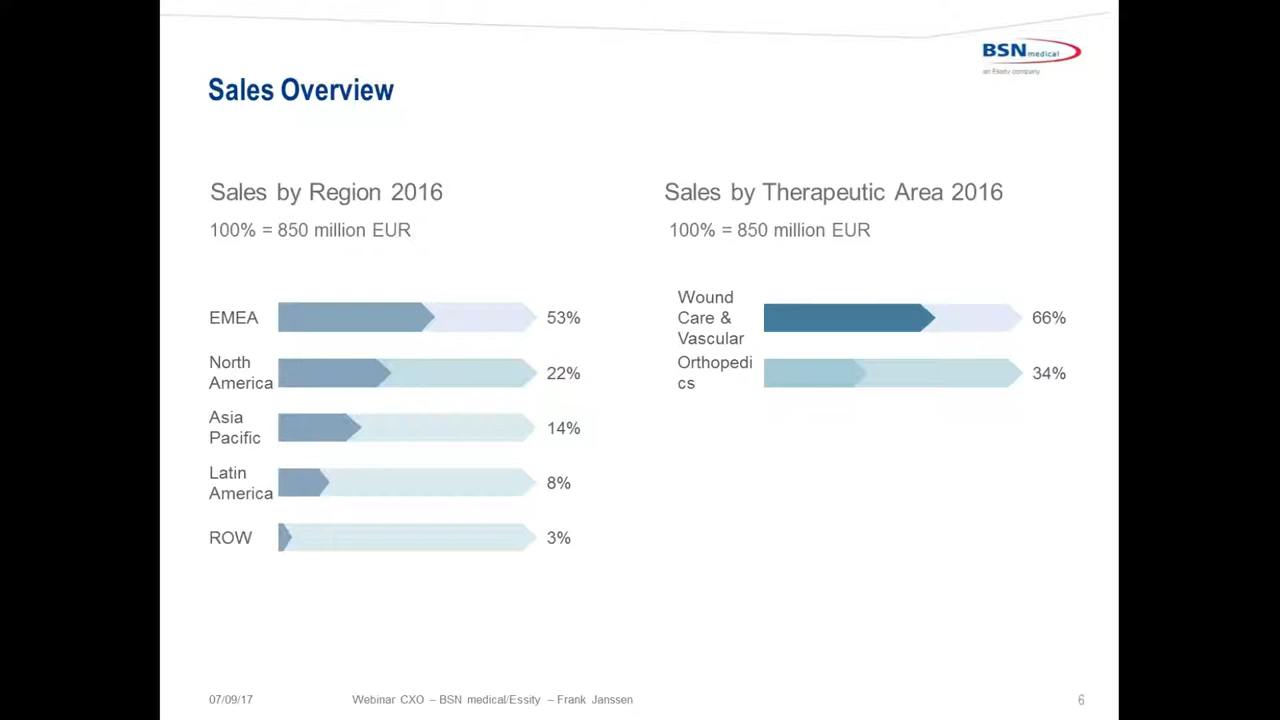 BSN medical
an Essity company
Sales Overview
Sales by Region 2016
100% = 850 million EUR
EMEA
53%
North
America
22%
Asia
Pacific
14%
Latin
America
8%
ROW
3%
Sales by Therapeutic Area 2016
100% = 850 million EUR
Wound
Care &
Vascular
66%
Orthopedi
cs
34%
07/09/17
Webinar CXO – BSN medical/Essity – Frank Janssen
6